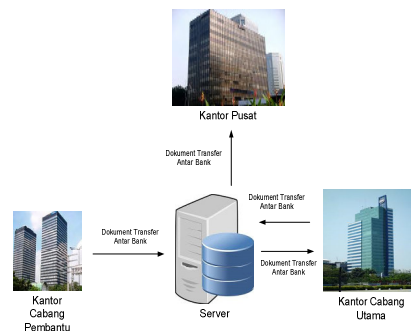 Kantor Pusat
Dokument Transfer
Antar Bank
Dokument Transfer
Antar Bank
Dokument Transfer
Antar Bank
Dokument Transfer
Antar Bank
Kantor
Cabang
Pembantu
Server
Kantor Cabang
Utama